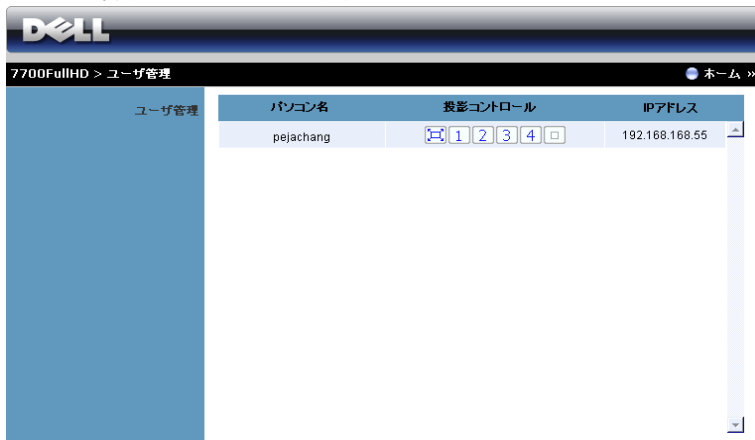 DELL
7700FullHD > ユーザ管理 ホーム »
ユーザ管理
パソコン名 投影コントロール IPアドレス
pejachang 1 2 3 4 192.168.168.55